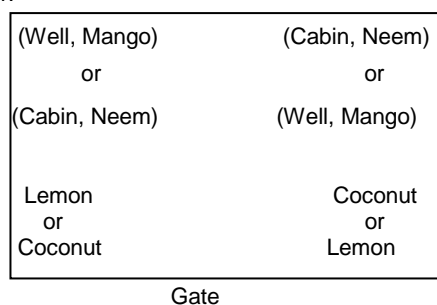 (Well, Mango) (Cabin, Neem)
or or
(Cabin, Neem) (Well, Mango)
Lemon Coconut
or or
Coconut Lemon
Gate